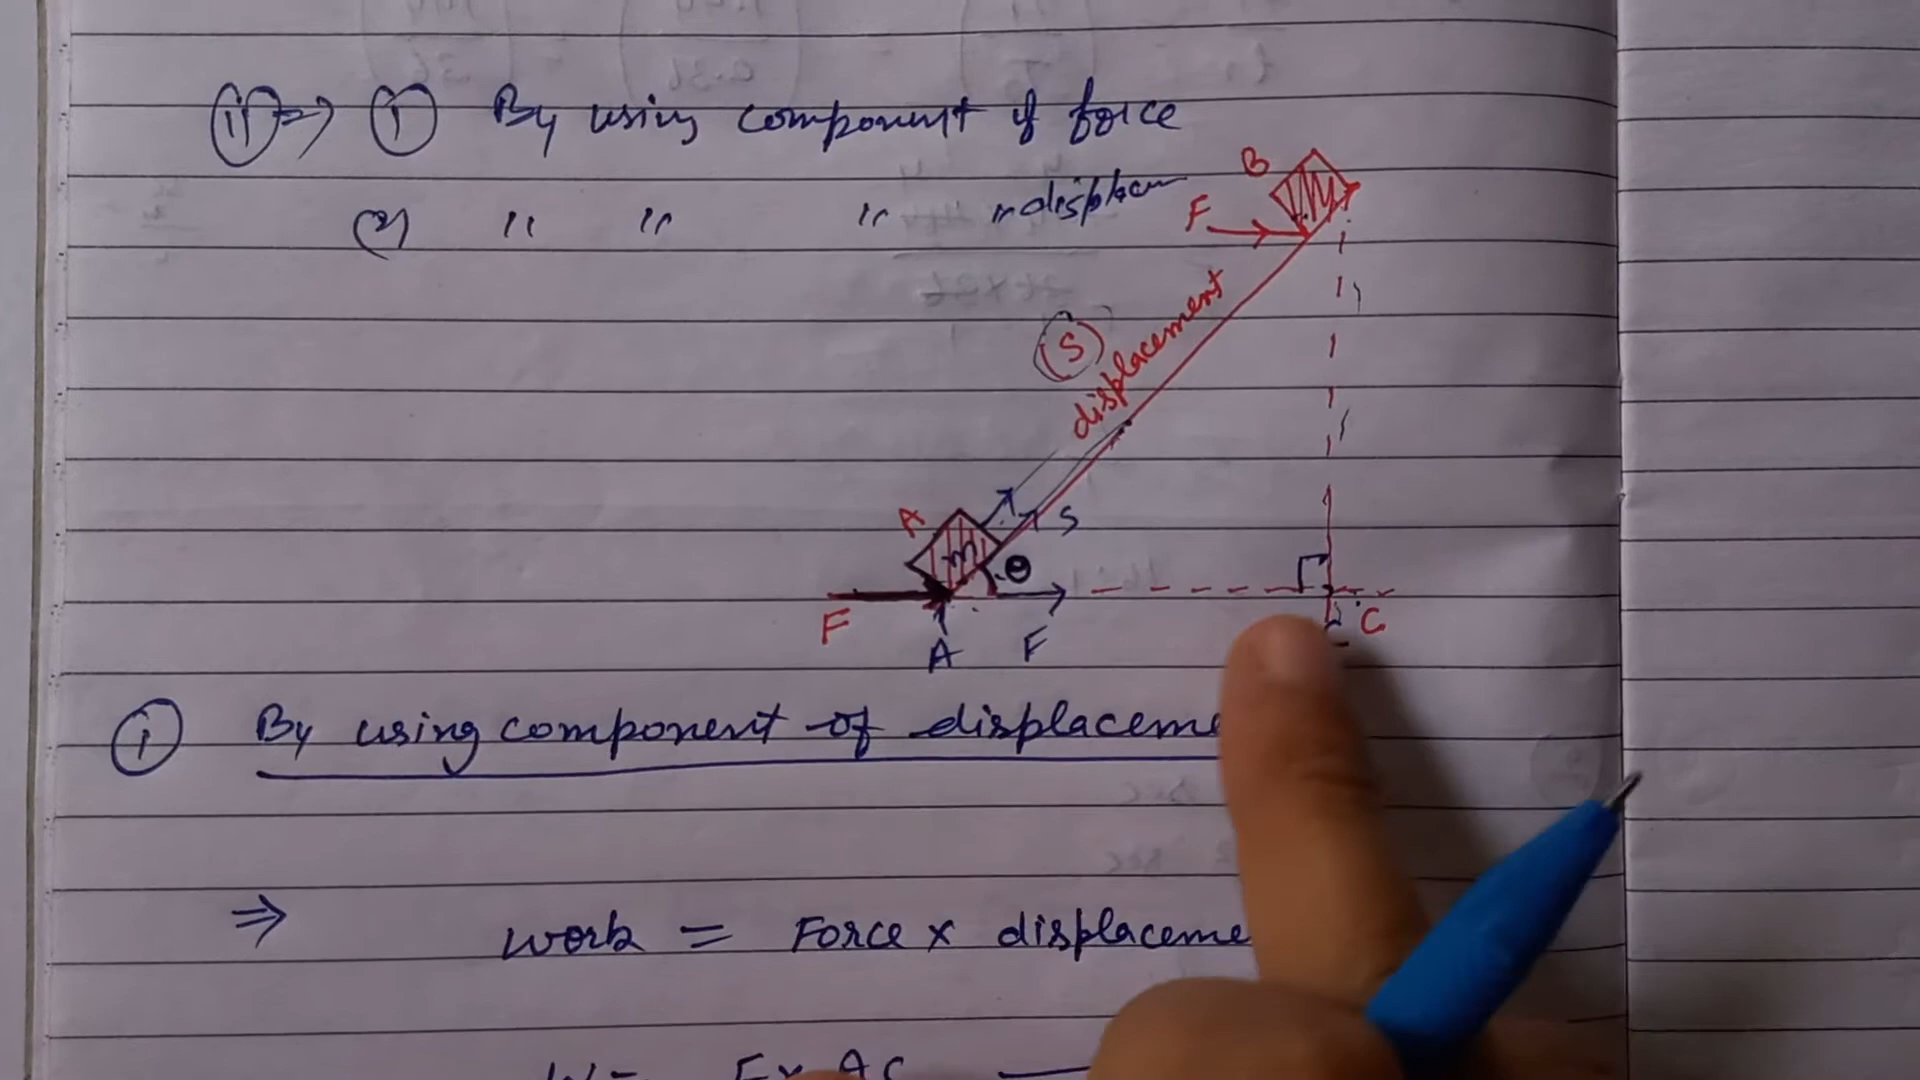 (ii) => (1) By using component of force
(2) " " " " " " displacem
B
F
(S)
displacement
A
m
S
θ
F
A
F
C
(1) By using component of displaceme
⇒ Work = Force x displaceme
W = F x AC